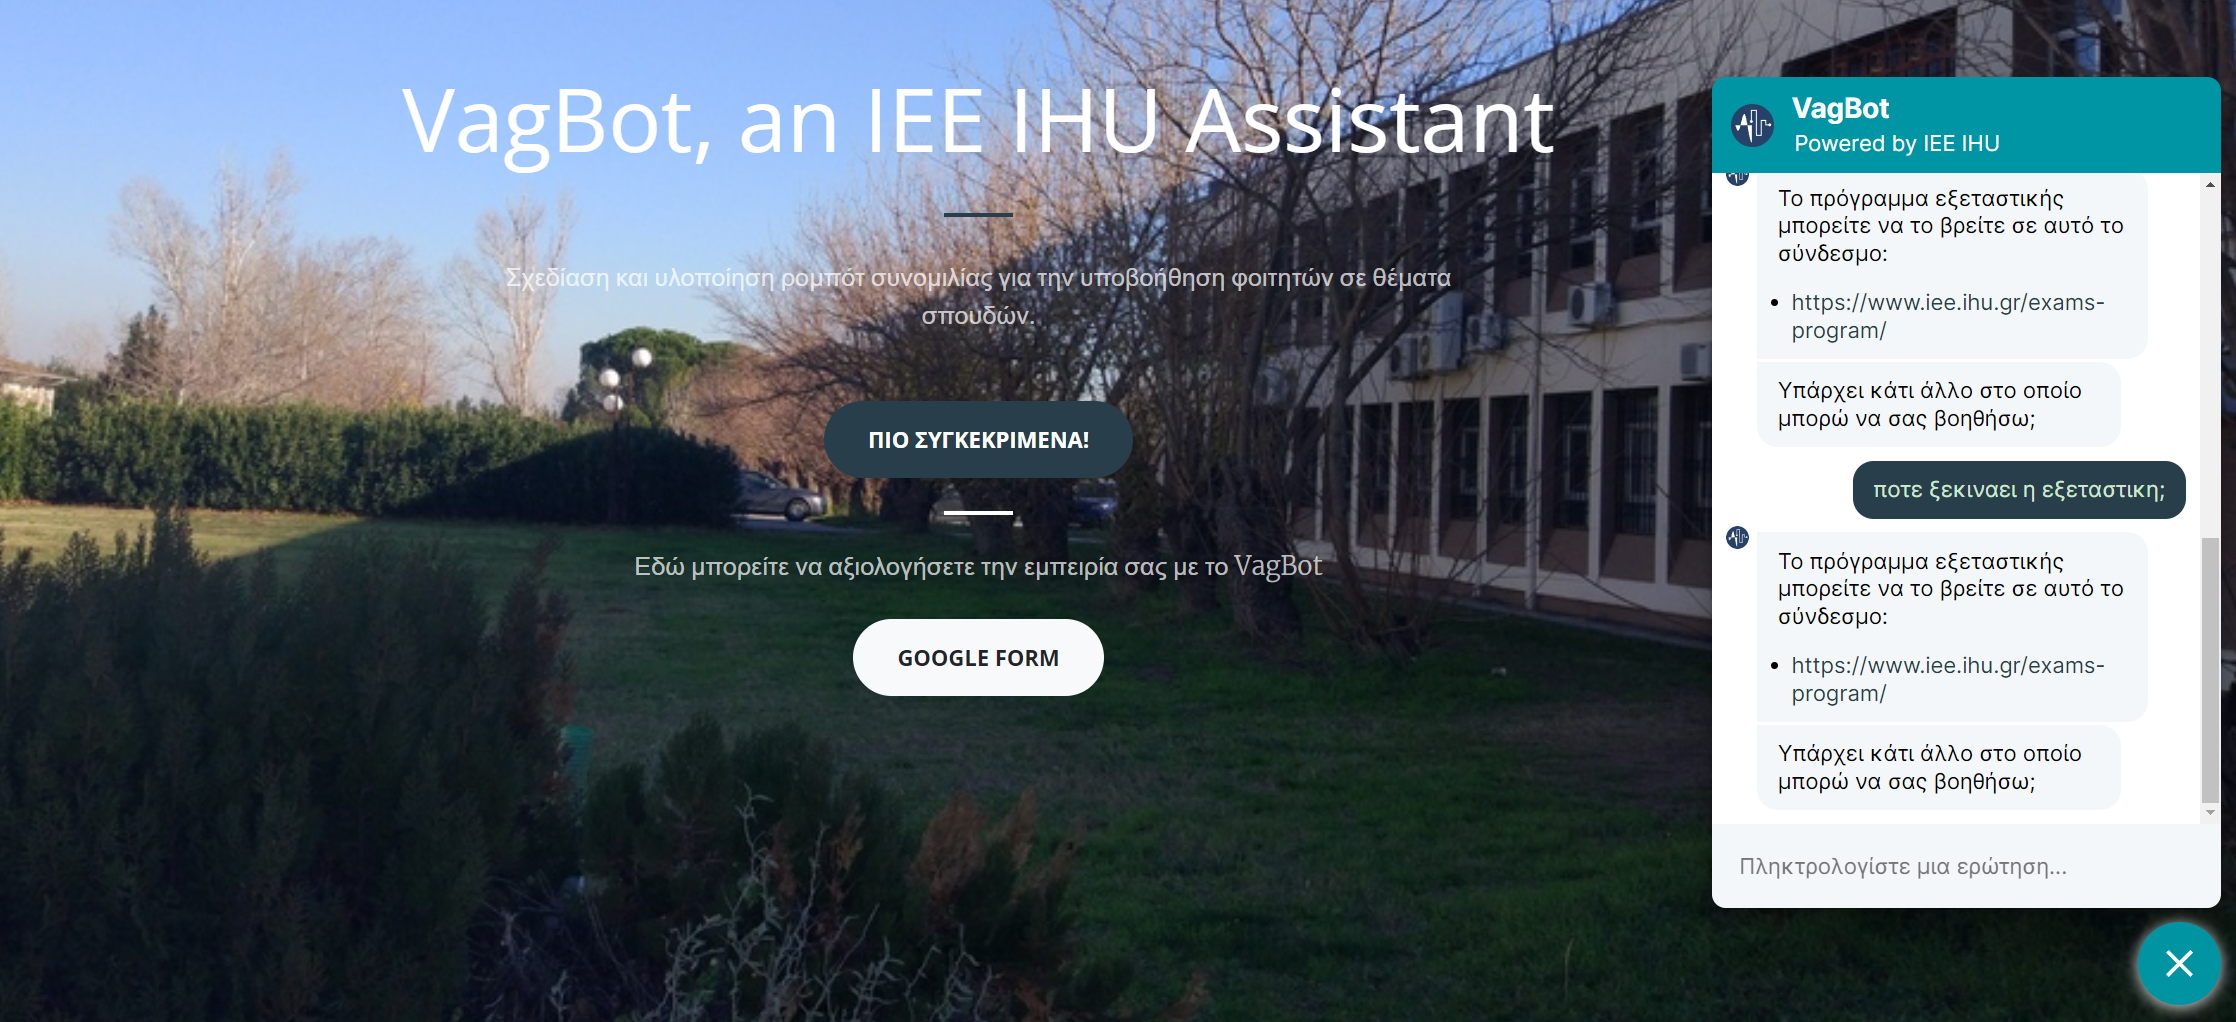 VagBot, an IEE IHU Assistant
Σχεδίαση και υλοποίηση ρομπότ συνομιλίας για την υποβοήθηση φοιτητών σε θέματα
σπουδών.
ΠΙΟ ΣΥΓΚΕΚΡΙΜΕΝΑ!
Εδώ μπορείτε να αξιολογήσετε την εμπειρία σας με το VagBot
GOOGLE FORM
VagBot
Powered by IEE IHU
Το πρόγραμμα εξεταστικής
μπορείτε να το βρείτε σε αυτό το
σύνδεσμο:
https://www.iee.ihu.gr/exams-
program/
Υπάρχει κάτι άλλο στο οποίο
μπορώ να σας βοηθήσω;
ποτε ξεκιναει η εξεταστικη;
Το πρόγραμμα εξεταστικής
μπορείτε να το βρείτε σε αυτό το
σύνδεσμο:
https://www.iee.ihu.gr/exams-
program/
Υπάρχει κάτι άλλο στο οποίο
μπορώ να σας βοηθήσω;
Πληκτρολογίστε μια ερώτηση...